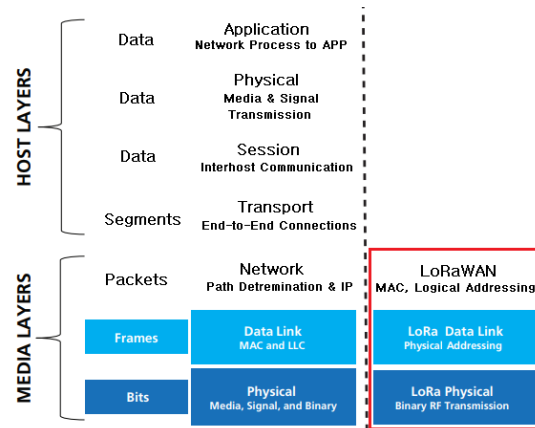 HOST LAYERS
Data
Application
Network Process to APP
Data
Physical
Media & Signal
Transmission
Data
Session
Interhost Communication
Segments
Transport
End-to-End Connections
MEDIA LAYERS
Packets
Network
Path Detremination & IP
LoRaWAN
MAC, Logical Addressing
Frames
Data Link
MAC and LLC
LoRa Data Link
Physical Addressing
Bits
Physical
Media, Signal, and Binary
LoRa Physical
Binary RF Transmission